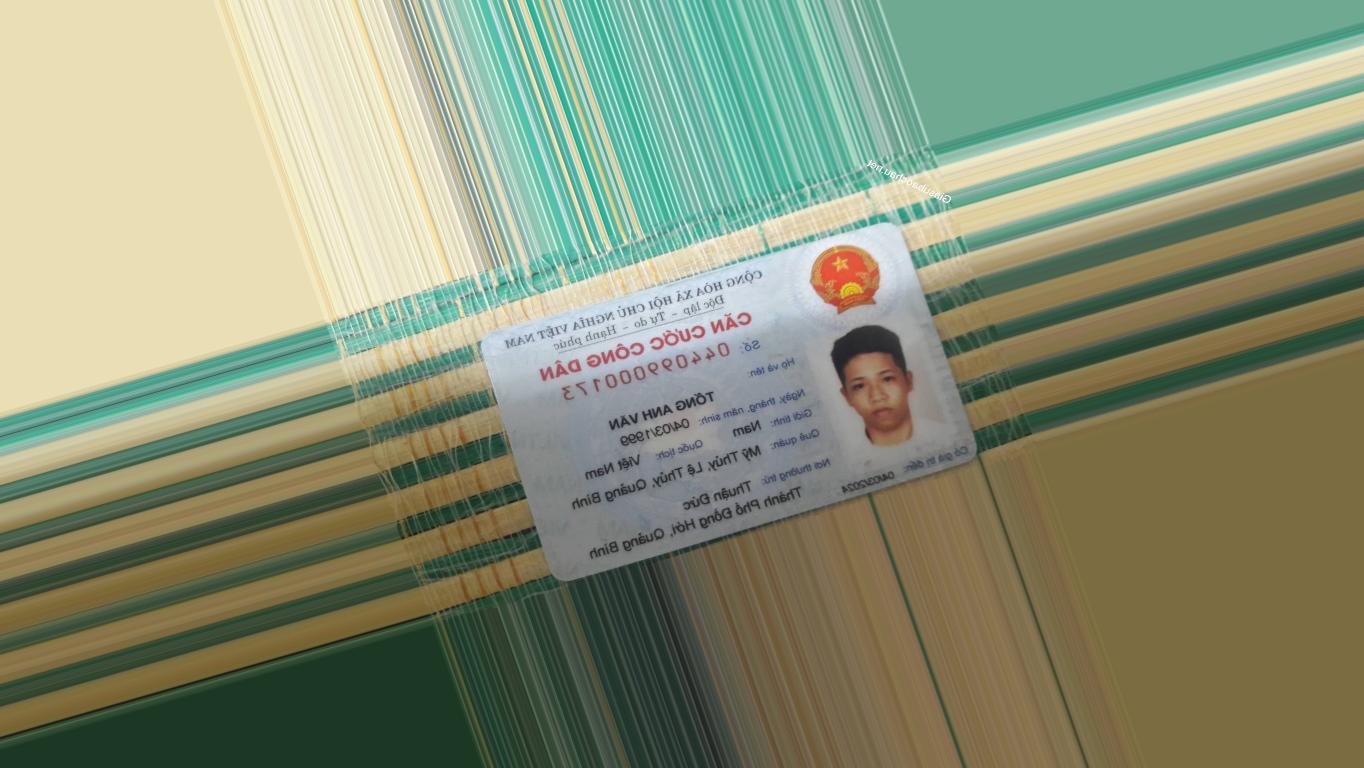 Giasubaochau.net
CỘNG HÒA XÃ HỘI CHỦ NGHĨA VIỆT NAM
Độc lập - Tự do - Hạnh phúc
CĂN CƯỚC CÔNG DÂN
Số: 044099000173
Họ và tên:
TỐNG ANH VĂN
Ngày, tháng, năm sinh: 04/03/1999
Giới tính: Nam Quốc tịch: Việt Nam
Quê quán: Mỹ Thủy, Lệ Thủy, Quảng Bình
Nơi thường trú: Thuận Đức
Thành Phố Đồng Hới, Quảng Bình
Có giá trị đến: 04/03/2024